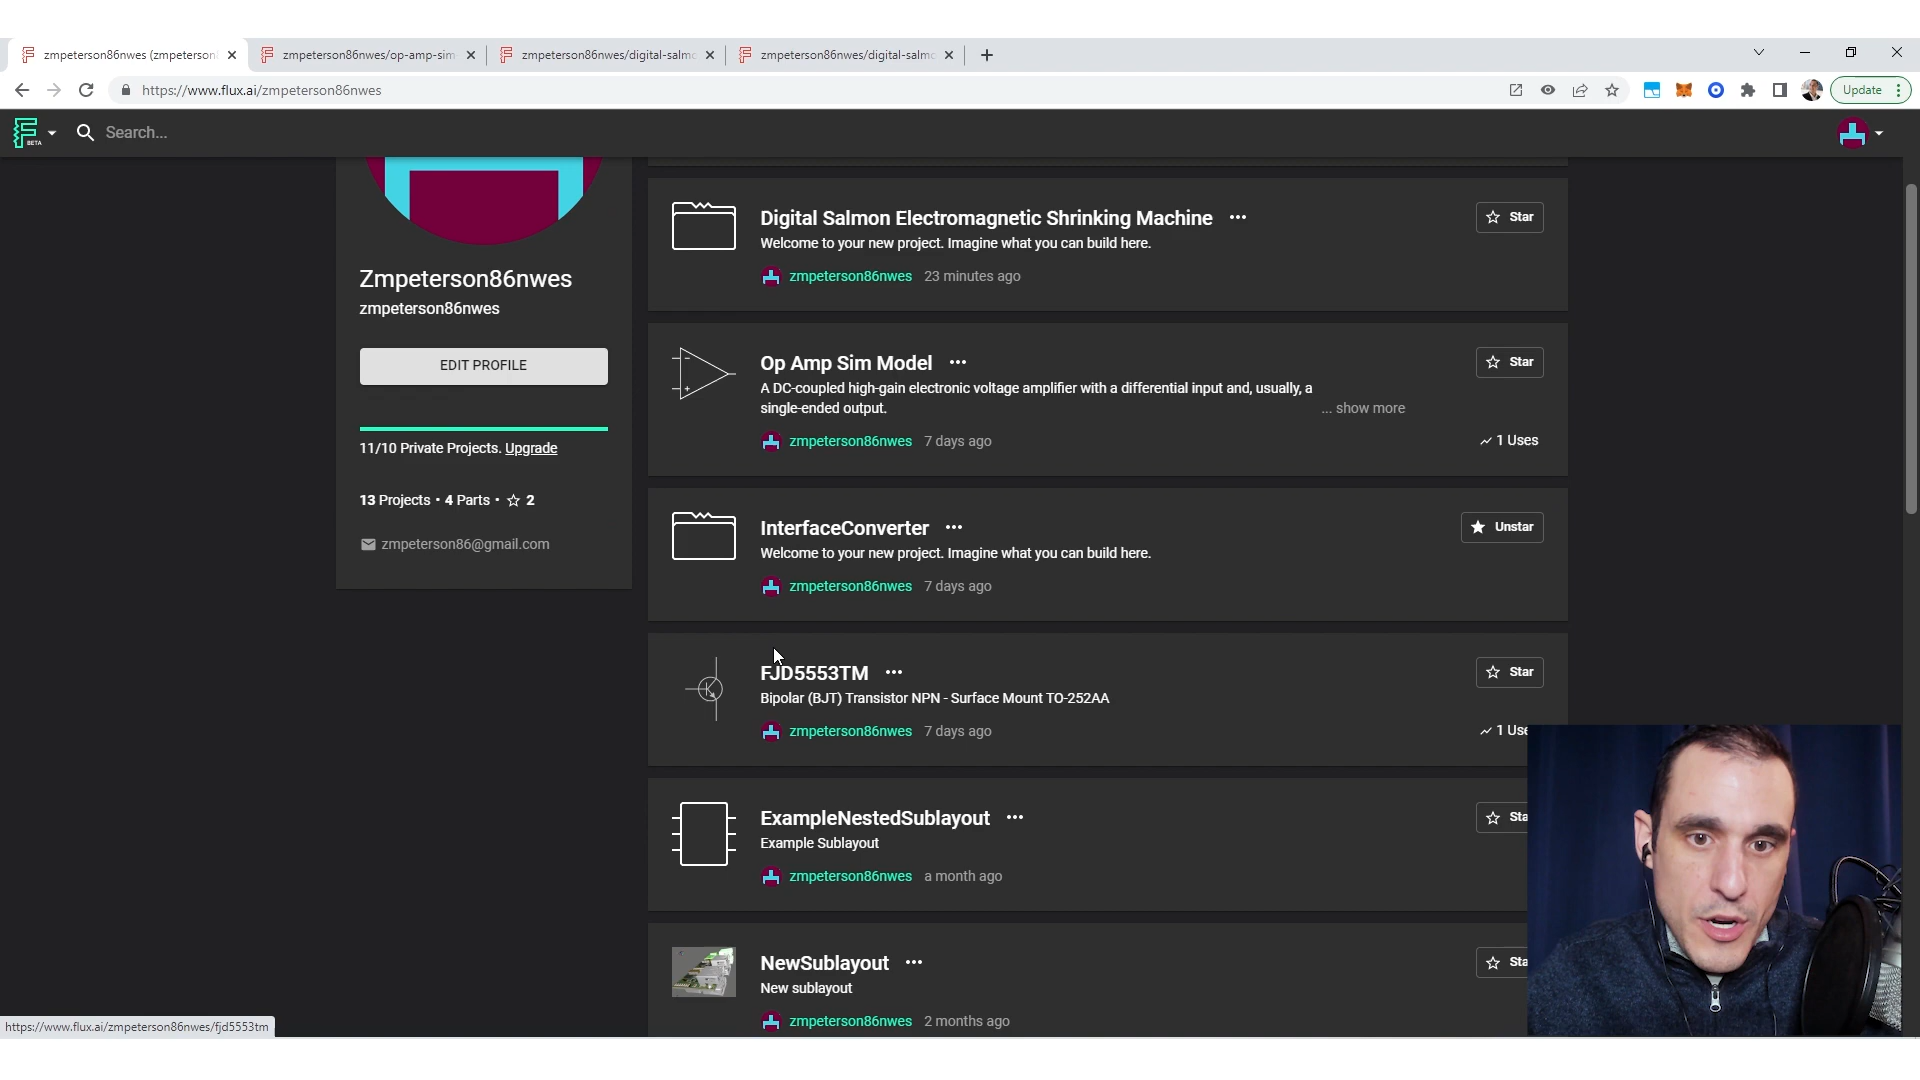 zmpeterson86nwes (zmpeterson
zmpeterson86nwes/op-amp-sim-
zmpeterson86nwes/digital-salmo
zmpeterson86nwes/digital-salmo
https://www.flux.ai/zmpeterson86nwes
Update
BETA
Search...
Digital Salmon Electromagnetic Shrinking Machine
Star
Welcome to your new project. Imagine what you can build here.
zmpeterson86nwes 23 minutes ago
Zmpeterson86nwes
zmpeterson86nwes
EDIT PROFILE
11/10 Private Projects. Upgrade
13 Projects • 4 Parts • 2
zmpeterson86@gmail.com
Op Amp Sim Model
Star
A DC-coupled high-gain electronic voltage amplifier with a differential input and, usually, a
single-ended output.
... show more
zmpeterson86nwes 7 days ago
1 Uses
InterfaceConverter
Unstar
Welcome to your new project. Imagine what you can build here.
zmpeterson86nwes 7 days ago
FJD5553TM
Star
Bipolar (BJT) Transistor NPN - Surface Mount TO-252AA
zmpeterson86nwes 7 days ago
1 Use
ExampleNestedSublayout
Sta
Example Sublayout
zmpeterson86nwes a month ago
NewSublayout
Sta
New sublayout
zmpeterson86nwes 2 months ago
https://www.flux.ai/zmpeterson86nwes/fjd5553tm